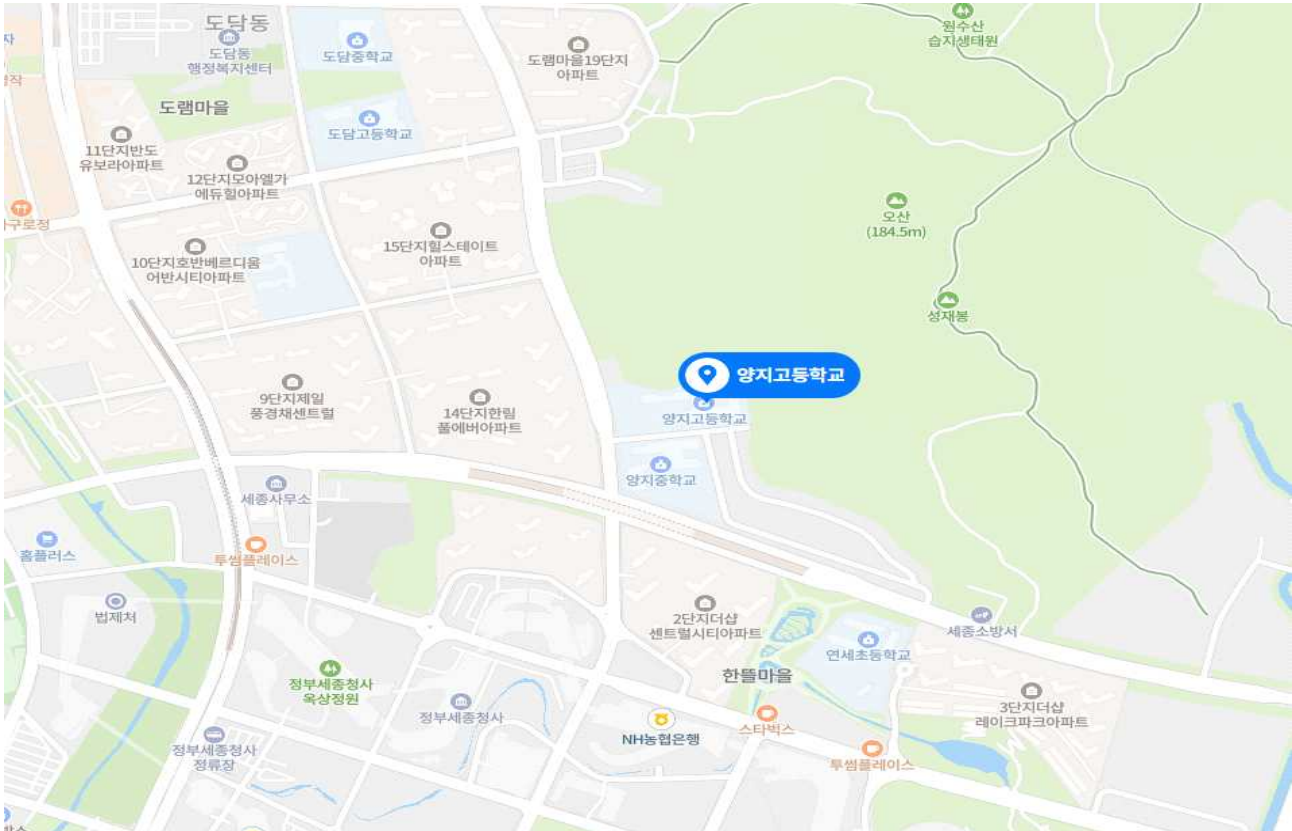 도담동
도담동
행정복지센터
도담중학교
도램마을19단지
아파트
원수산
습지생태원
도램마을
도담고등학교
11단지반도
유보라아파트
12단지모아엘가
에듀힐아파트
구로정
오산
(184.5m)
15단지힐스테이트
아파트
10단지호반베르디움
어반시티아파트
성재봉
양지고등학교
9단지제일
풍경채센트럴
14단지한림
풀에버아파트
양지고등학교
양지중학교
세종사무소
홈플러스
투썸플레이스
법제처
2단지더샵
센트럴시티아파트
세종소방서
연세초등학교
한뜰마을
정부세종청사
옥상정원
정부세종청사
3단지더샵
레이크파크아파트
스타벅스
NH농협은행
정부세종청사
정류장
투썸플레이스